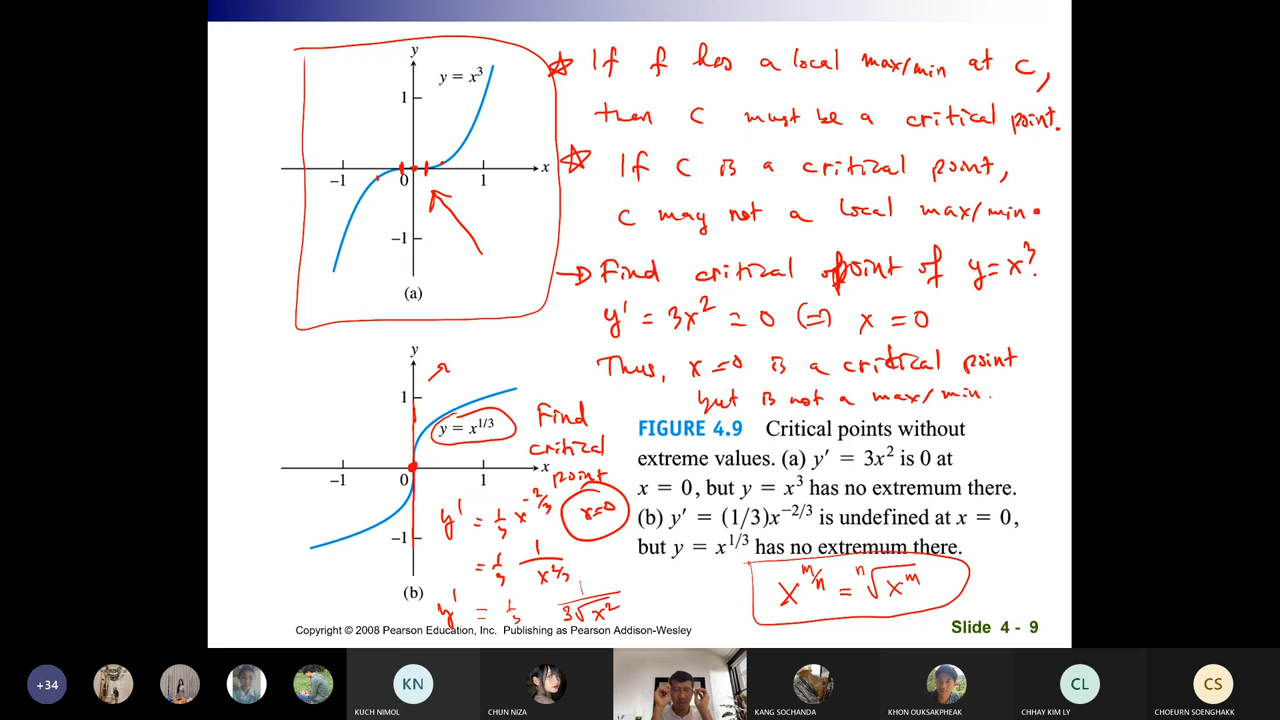 y
y = x³
1
x
−1
0
1
−1
(a)
☆ If f has a local max/min at c,
then c must be a critical point.
☆ If c is a critical point,
c may not a local max/min.
→ Find critical point of y=x³?
y' = 3x² = 0 (=) x = 0
Thus, x=0 is a critical point
but is not a max/min.
y
1
y = x^{1/3}
x
−1
0
1
−1
(b)
Find
critical
point
x=0
y' = 1/3 x^{-2/3}
= 1/3 1/x^{2/3}
y' = 1/3 1/3√x²
FIGURE 4.9 Critical points without
extreme values. (a) y′ = 3x² is 0 at
x = 0, but y = x³ has no extremum there.
(b) y′ = (1/3)x^{−2/3} is undefined at x = 0,
but y = x^{1/3} has no extremum there.
x^{m/n} = ⁿ√x^m
Copyright © 2008 Pearson Education, Inc. Publishing as Pearson Addison-Wesley
Slide 4 - 9
+34
KN
KUCH NIMOL
CHUN NIZA
KANG SOCHANDA
KHON OUKSAKPHEAK
CL
CHHAY KIM LY
CS
CHOEURN SOENGHAKK